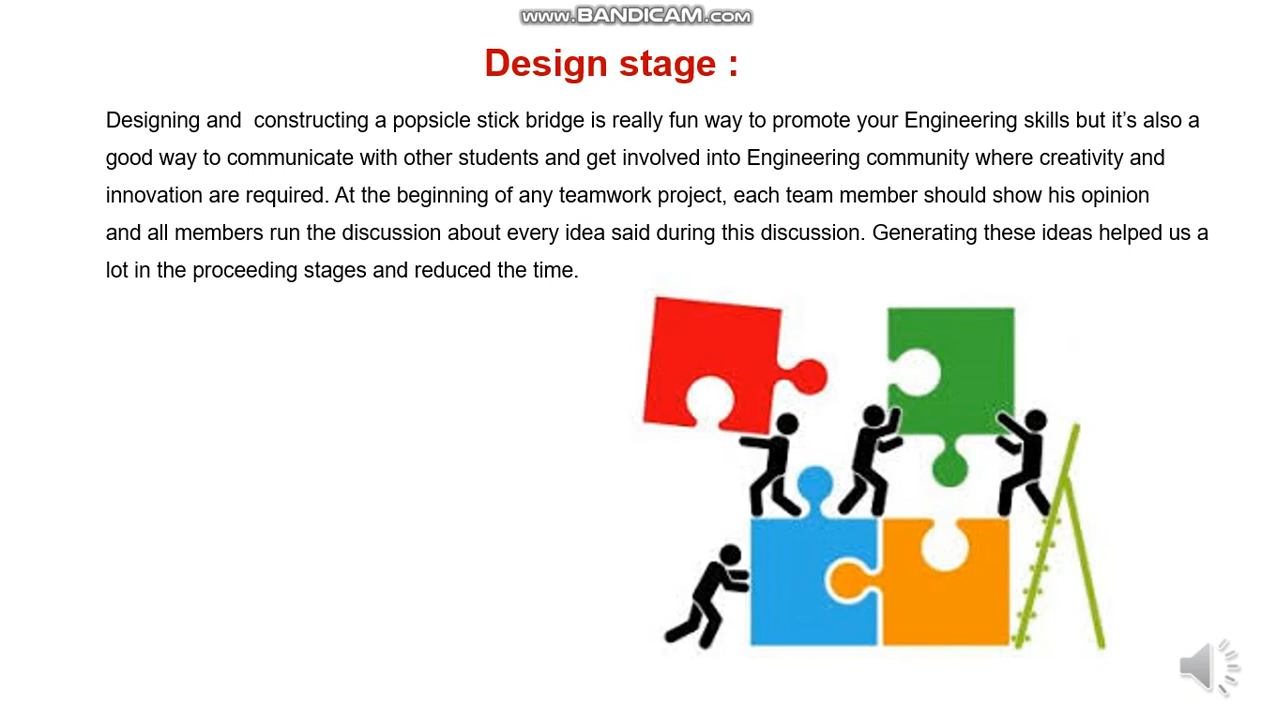 www.BANDICAM.com
Design stage :
Designing and  constructing a popsicle stick bridge is really fun way to promote your Engineering skills but it’s also a
good way to communicate with other students and get involved into Engineering community where creativity and
innovation are required. At the beginning of any teamwork project, each team member should show his opinion
and all members run the discussion about every idea said during this discussion. Generating these ideas helped us a
lot in the proceeding stages and reduced the time.